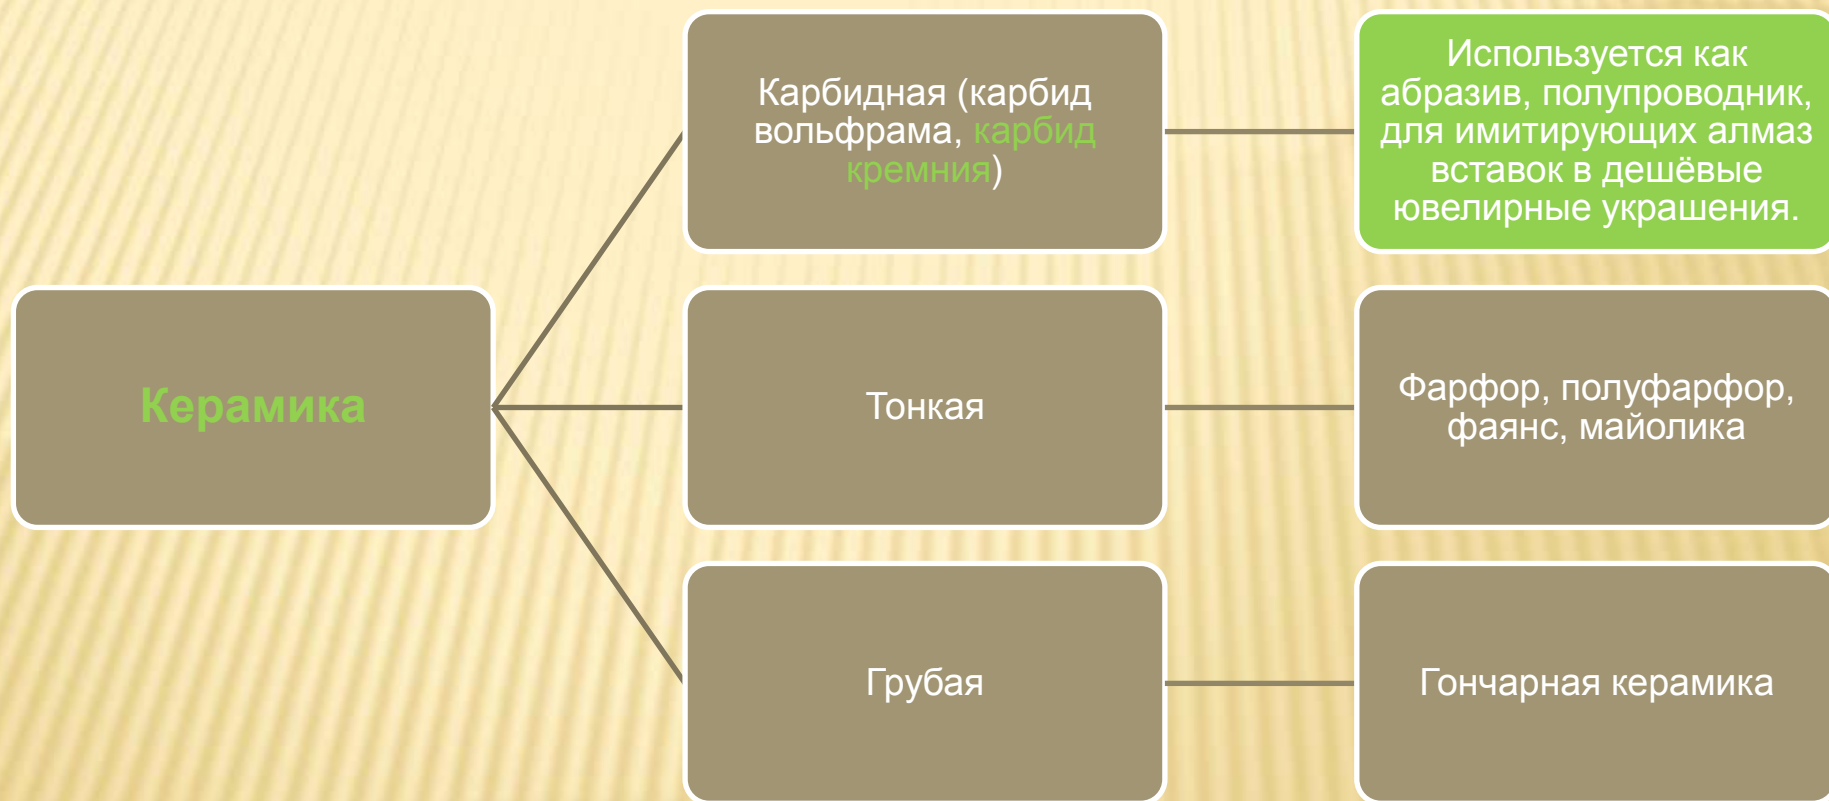 Керамика
Карбидная (карбид
вольфрама, карбид
кремния)
Используется как
абразив, полупроводник,
для имитирующих алмаз
вставок в дешёвые
ювелирные украшения.
Тонкая
Фарфор, полуфарфор,
фаянс, майолика
Грубая
Гончарная керамика